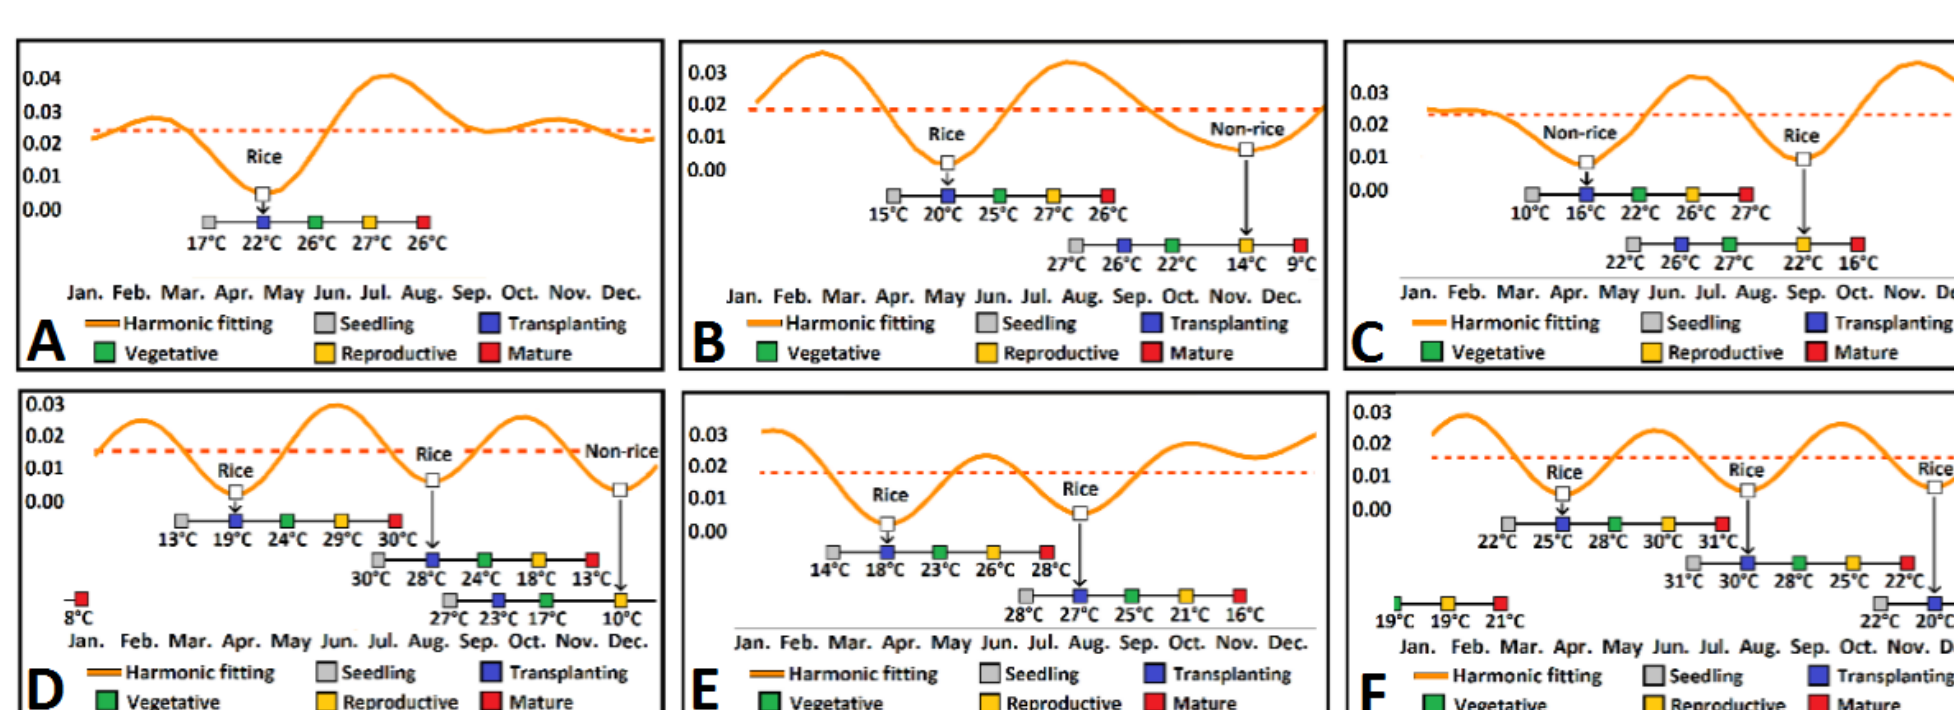 0.04
0.03
0.02
0.01
0.00
Rice
17°C 22°C 26°C 27°C 26°C
Jan. Feb. Mar. Apr. May Jun. Jul. Aug. Sep. Oct. Nov. Dec.
Harmonic fitting Seedling Transplanting
Vegetative Reproductive Mature
A
0.03
0.02
0.01
0.00
Rice
Non-rice
15°C 20°C 25°C 27°C 26°C
27°C 26°C 22°C 14°C 9°C
Jan. Feb. Mar. Apr. May Jun. Jul. Aug. Sep. Oct. Nov. Dec.
Harmonic fitting Seedling Transplanting
Vegetative Reproductive Mature
B
0.03
0.02
0.01
0.00
Non-rice
Rice
10°C 16°C 22°C 26°C 27°C
22°C 26°C 27°C 22°C 16°C
Jan. Feb. Mar. Apr. May Jun. Jul. Aug. Sep. Oct. Nov. De
Harmonic fitting Seedling Transplanting
Vegetative Reproductive Mature
C
0.03
0.02
0.01
0.00
Rice
Rice
Non-rice
13°C 19°C 24°C 29°C 30°C
30°C 28°C 24°C 18°C 13°C
8°C 27°C 23°C 17°C 10°C
Jan. Feb. Mar. Apr. May Jun. Jul. Aug. Sep. Oct. Nov. Dec.
Harmonic fitting Seedling Transplanting
Vegetative Reproductive Mature
D
0.03
0.02
0.01
0.00
Rice
Rice
14°C 18°C 23°C 26°C 28°C
28°C 27°C 25°C 21°C 16°C
Jan. Feb. Mar. Apr. May Jun. Jul. Aug. Sep. Oct. Nov. Dec.
Harmonic fitting Seedling Transplanting
Vegetative Reproductive Mature
E
0.03
0.02
0.01
0.00
Rice
Rice
Rice
22°C 25°C 28°C 30°C 31°C
31°C 30°C 28°C 25°C 22°C
19°C 19°C 21°C 22°C 20°C
Jan. Feb. Mar. Apr. May Jun. Jul. Aug. Sep. Oct. Nov. D
Harmonic fitting Seedling Transplanting
Vegetative Reproductive Mature
F